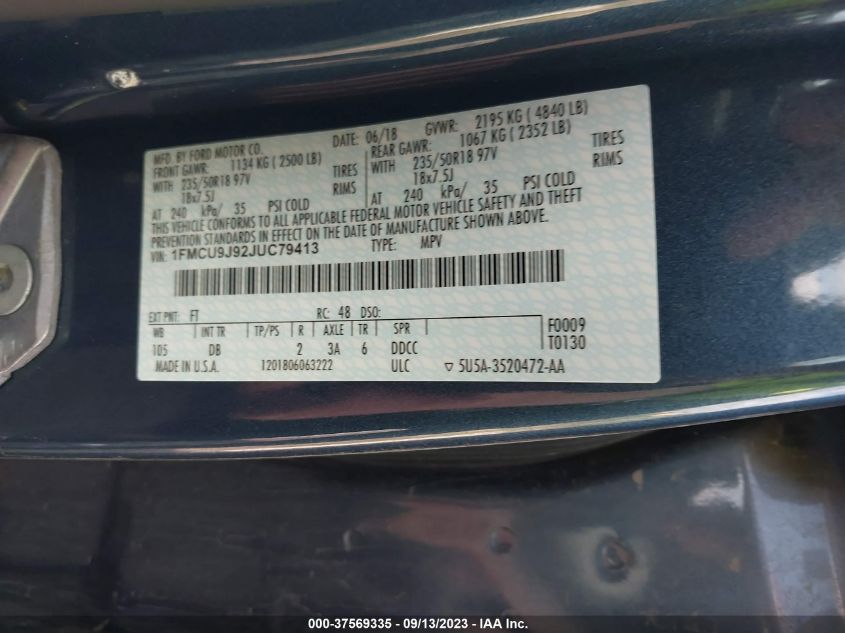 MFD. BY FORD MOTOR CO.
DATE: 06/18 GVWR: 2195 KG ( 4840 LB)
FRONT GAWR: 1134 KG ( 2500 LB)
REAR GAWR: 1067 KG ( 2352 LB)
WITH 235/50R18 97V TIRES
WITH 235/50R18 97V TIRES
18x7.5J RIMS
18x7.5J RIMS
AT 240 kPa/ 35 PSI COLD
AT 240 kPa/ 35 PSI COLD
THIS VEHICLE CONFORMS TO ALL APPLICABLE FEDERAL MOTOR VEHICLE SAFETY AND THEFT
PREVENTION STANDARDS IN EFFECT ON THE DATE OF MANUFACTURE SHOWN ABOVE.
VIN: 1FMCU9J92JUC79413 TYPE: MPV
EXT PNT: FT RC: 48 DSO:
WB INT TR TP/PS R AXLE TR SPR F0009
105 DB 2 3A 6 DDCC T0130
MADE IN U.S.A. 1201806063222 ULC ▽ 5U5A-3520472-AA
000-37569335 - 09/13/2023 - IAAI.COM